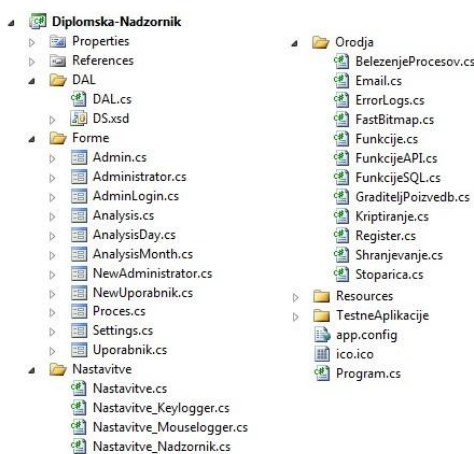 Diplomska-Nadzornik
Properties
References
DAL
DAL.cs
DS.xsd
Forme
Admin.cs
Administrator.cs
AdminLogin.cs
Analysis.cs
AnalysisDay.cs
AnalysisMonth.cs
NewAdministrator.cs
NewUporabnik.cs
Proces.cs
Settings.cs
Uporabnik.cs
Nastavitve
Nastavitve.cs
Nastavitve_Keylogger.cs
Nastavitve_Mouselogger.cs
Nastavitve_Nadzornik.cs
Orodja
BelezenjeProcesov.cs
Email.cs
ErrorLogs.cs
FastBitmap.cs
Funkcije.cs
FunkcijeAPI.cs
FunkcijeSQL.cs
GraditeljPoizvedb.cs
Kriptiranje.cs
Register.cs
Shranjevanje.cs
Stoparica.cs
Resources
TestneAplikacije
app.config
ico.ico
Program.cs